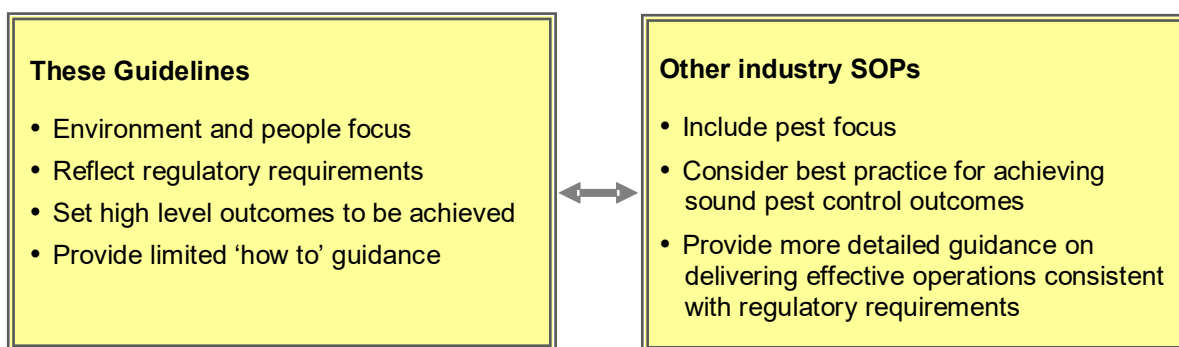 These Guidelines
• Environment and people focus
• Reflect regulatory requirements
• Set high level outcomes to be achieved
• Provide limited ‘how to’ guidance
Other industry SOPs
• Include pest focus
• Consider best practice for achieving
sound pest control outcomes
• Provide more detailed guidance on
delivering effective operations consistent
with regulatory requirements